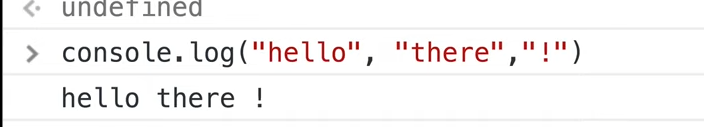 undefined
console.log("hello", "there","!")
hello there !